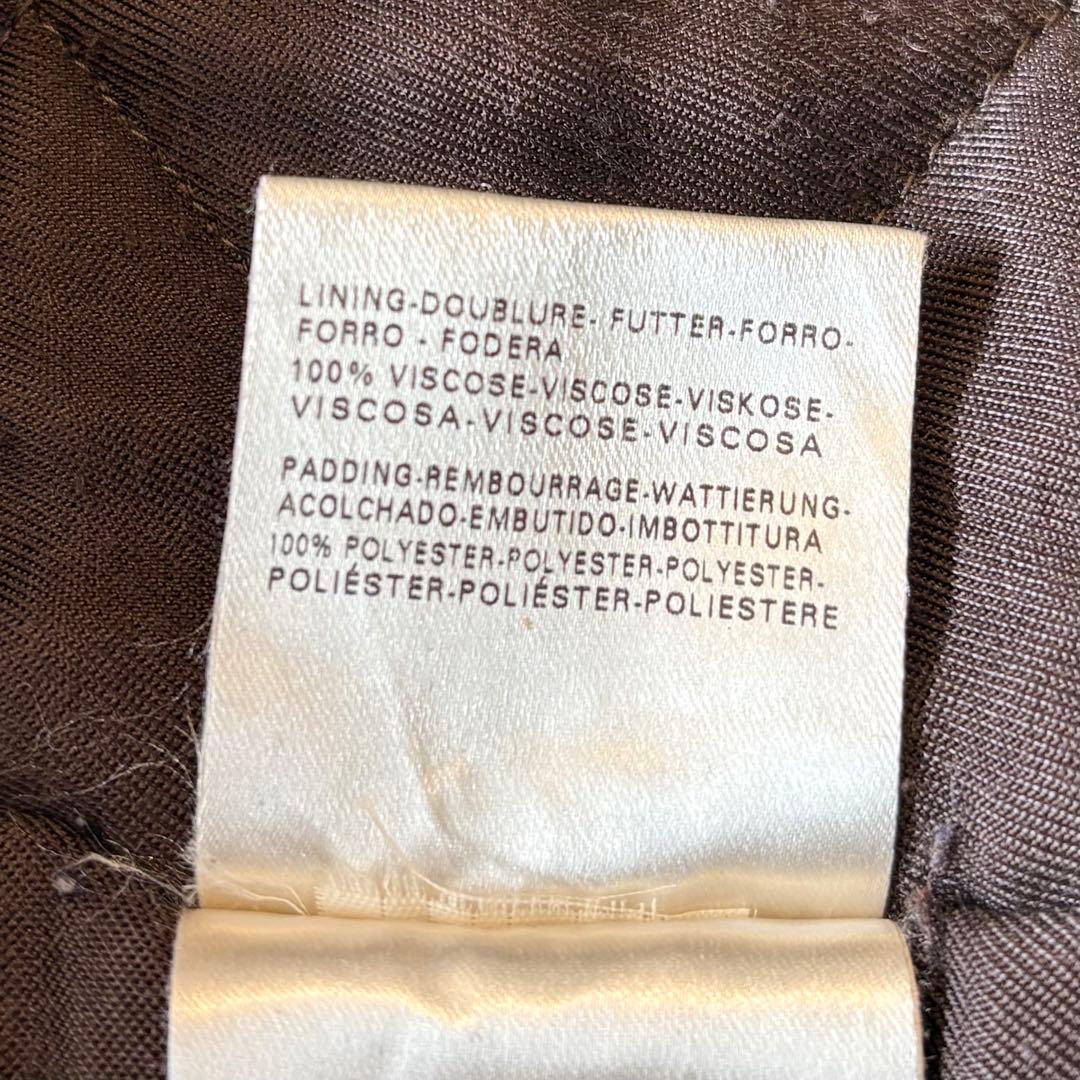 LINING-DOUBLURE- FUTTER-FORRO-
FORRO - FODERA
100% VISCOSE-VISCOSE-VISKOSE-
VISCOSA-VISCOSE-VISCOSA
PADDING-REMBOURRAGE-WATTIERUNG-
ACOLCHADO-EMBUTIDO-IMBOTTITURA
100% POLYESTER-POLYESTER-POLYESTER-
POLIÉSTER-POLIÉSTER-POLIESTERE